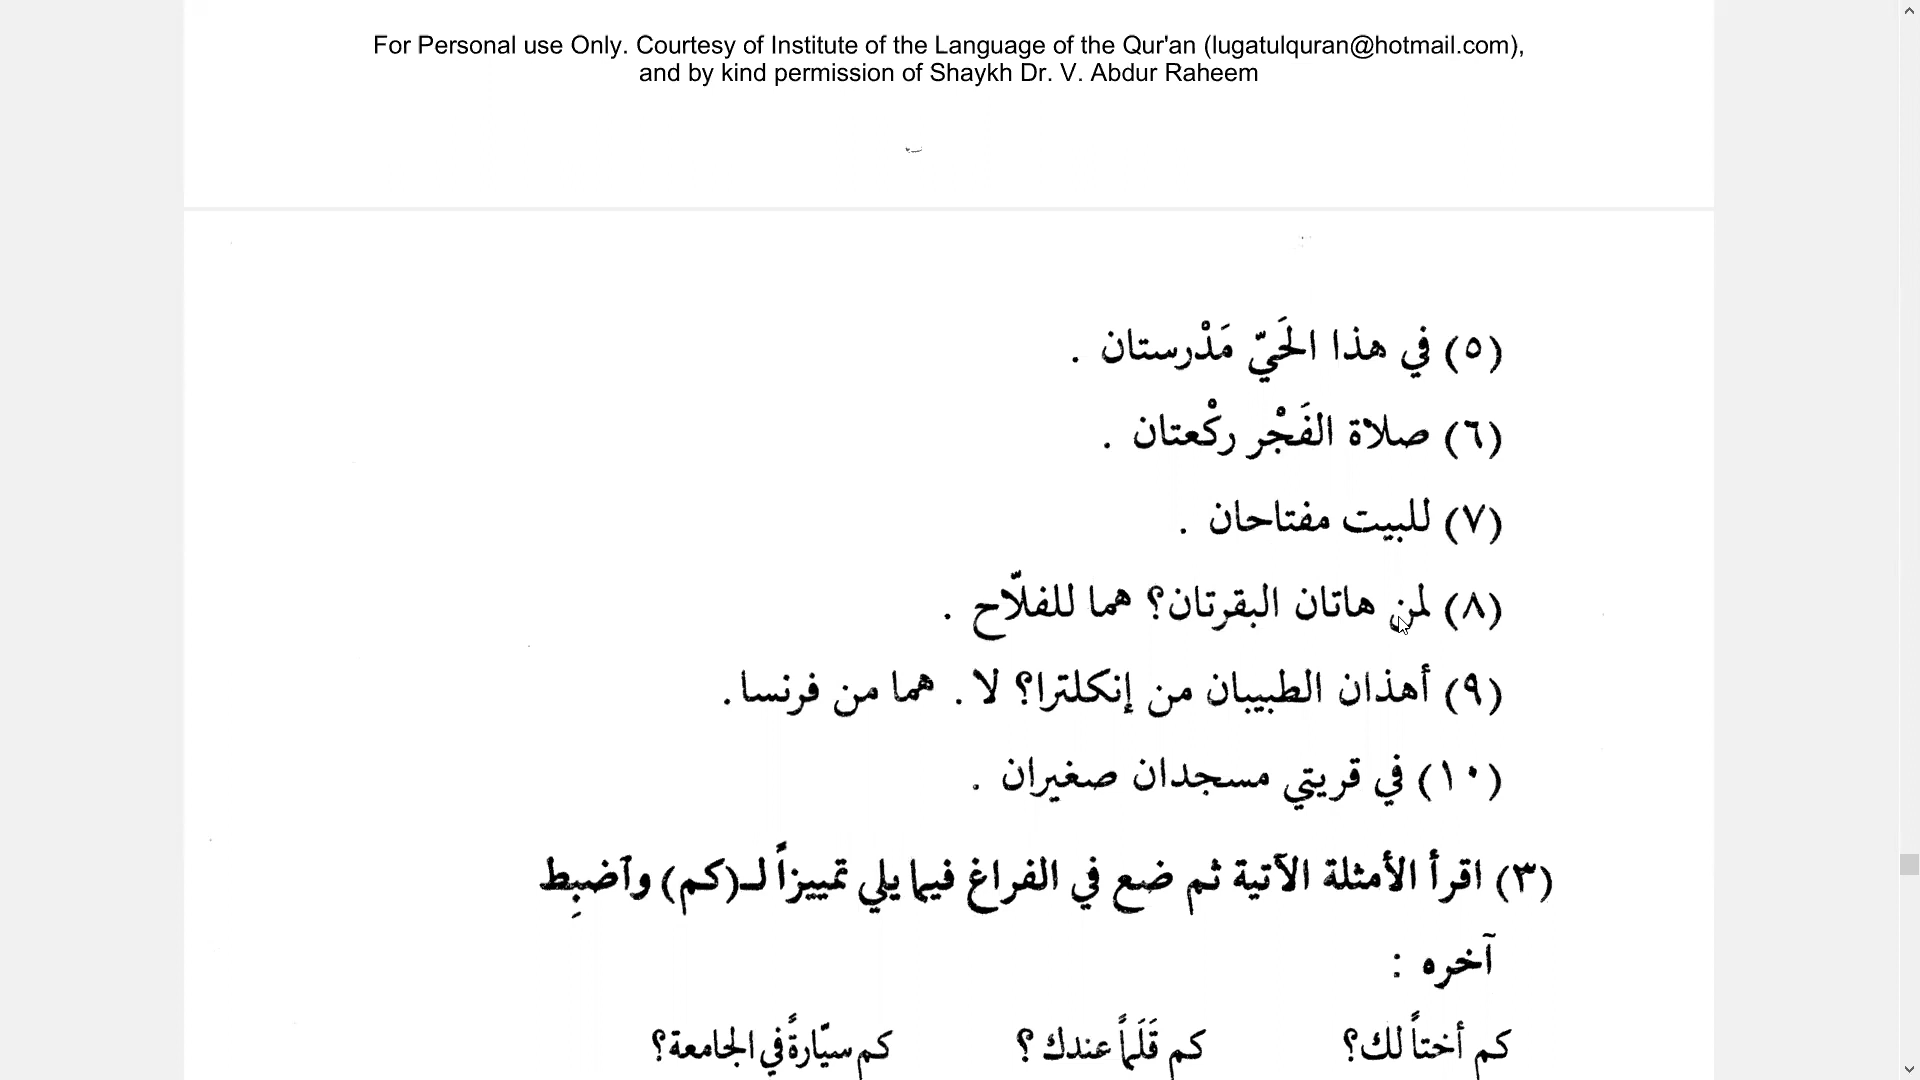 For Personal use Only. Courtesy of Institute of the Language of the Qur'an (lugatulquran@hotmail.com),
and by kind permission of Shaykh Dr. V. Abdur Raheem
(٥) في هذا الحَيّ مَدْرستان .
(٦) صلاة الفَجْر ركْعتان .
(٧) للبيت مفتاحان .
(٨) لمن هاتان البقرتان؟ هما للفلّاح .
(٩) أهذان الطبيبان من إنكلترا؟ لا . هما من فرنسا.
(١٠) في قريتي مسجدان صغيران .
(٣) اقرأ الأمثلة الآتية ثم ضع في الفراغ فيما يلي تمييزاً لـ(كم) وٱضبِط
آخره :
كم أختاً لك؟ كم قَلَماً عندك ؟ كم سيّارةً في الجامعة؟